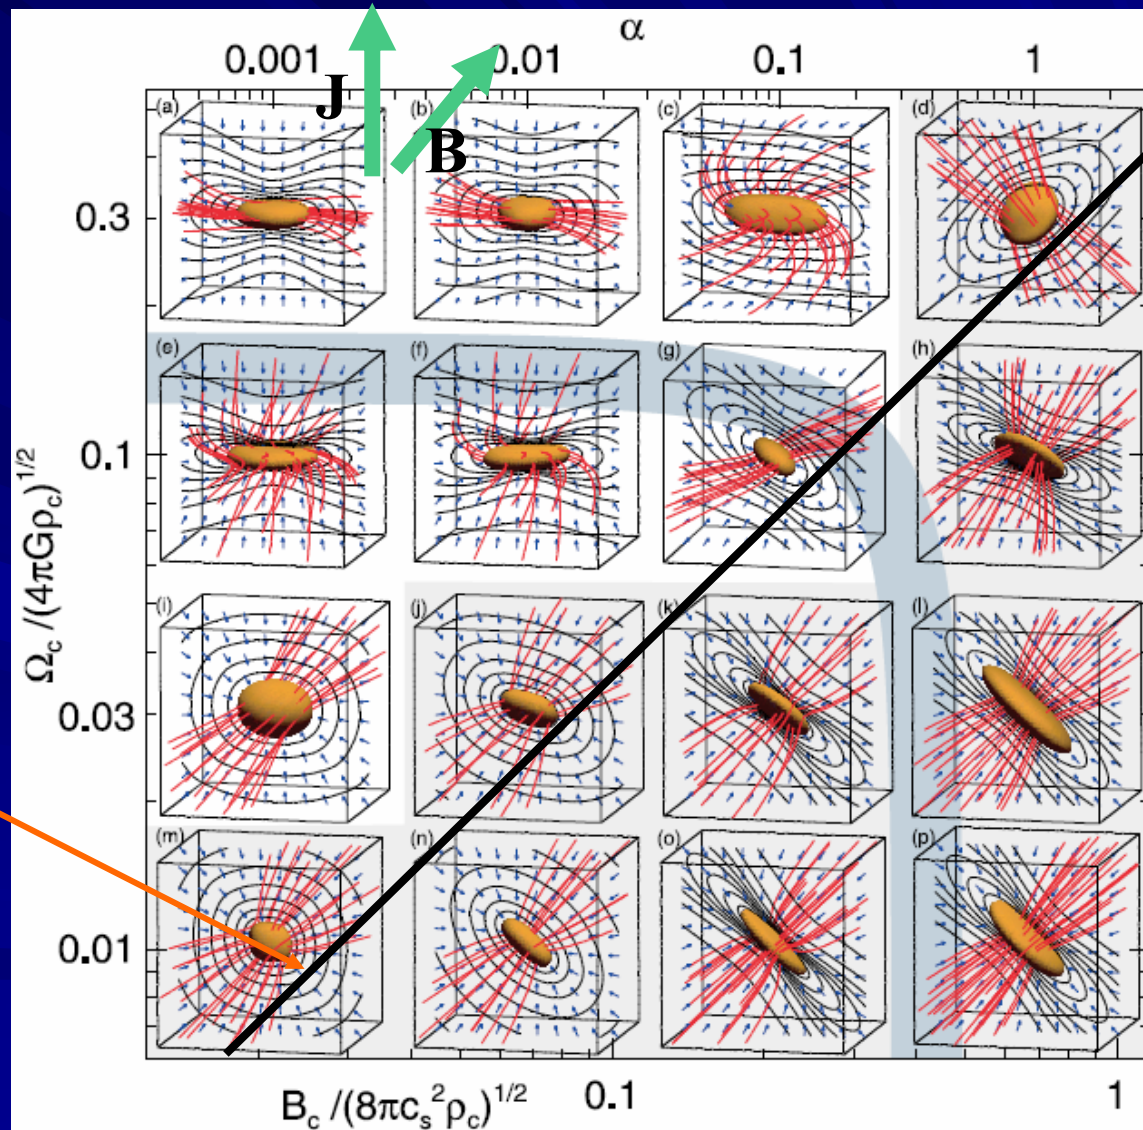 α
0.001 0.01 0.1 1
J
B
(a) (b) (c) (d)
0.3
(e) (f) (g) (h)
0.1
Ω_c /(4πGρ_c)^1/2
(i) (j) (k) (l)
0.03
(m) (n) (o) (p)
0.01
B_c /(8πc_s^2ρ_c)^1/2 0.1 1